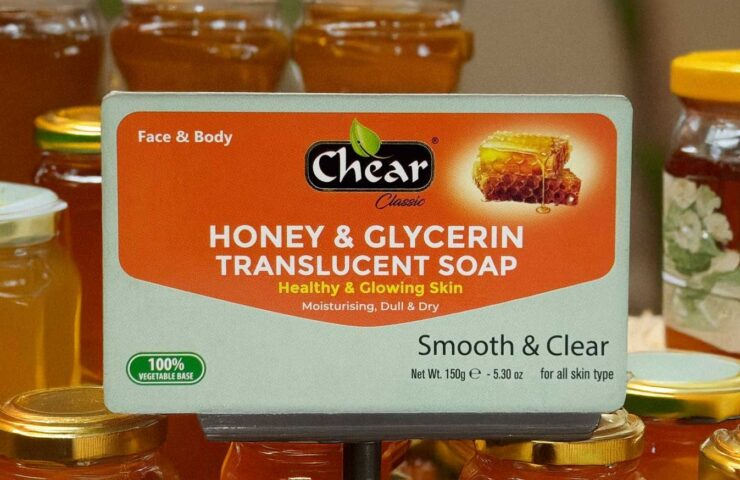 Face & Body
Chear®
Classic
HONEY & GLYCERIN
TRANSLUCENT SOAP
Healthy & Glowing Skin
Moisturising, Dull & Dry
Smooth & Clear
100%
VEGETABLE BASE
Net Wt. 150g ℮ - 5.30 oz for all skin type